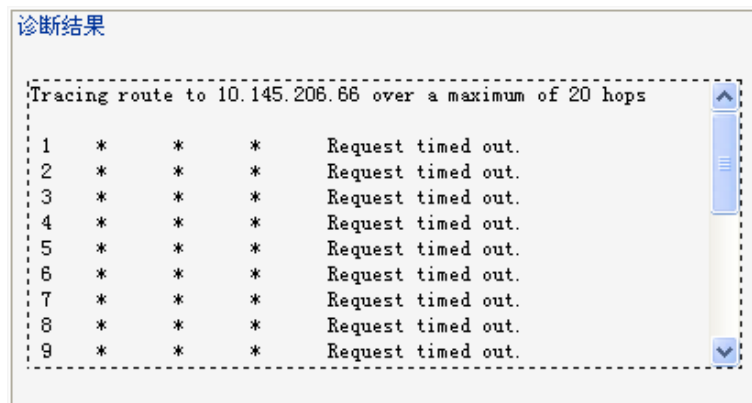 诊断结果
Tracing route to 10.145.206.66 over a maximum of 20 hops
1 * * * Request timed out.
2 * * * Request timed out.
3 * * * Request timed out.
4 * * * Request timed out.
5 * * * Request timed out.
6 * * * Request timed out.
7 * * * Request timed out.
8 * * * Request timed out.
9 * * * Request timed out.